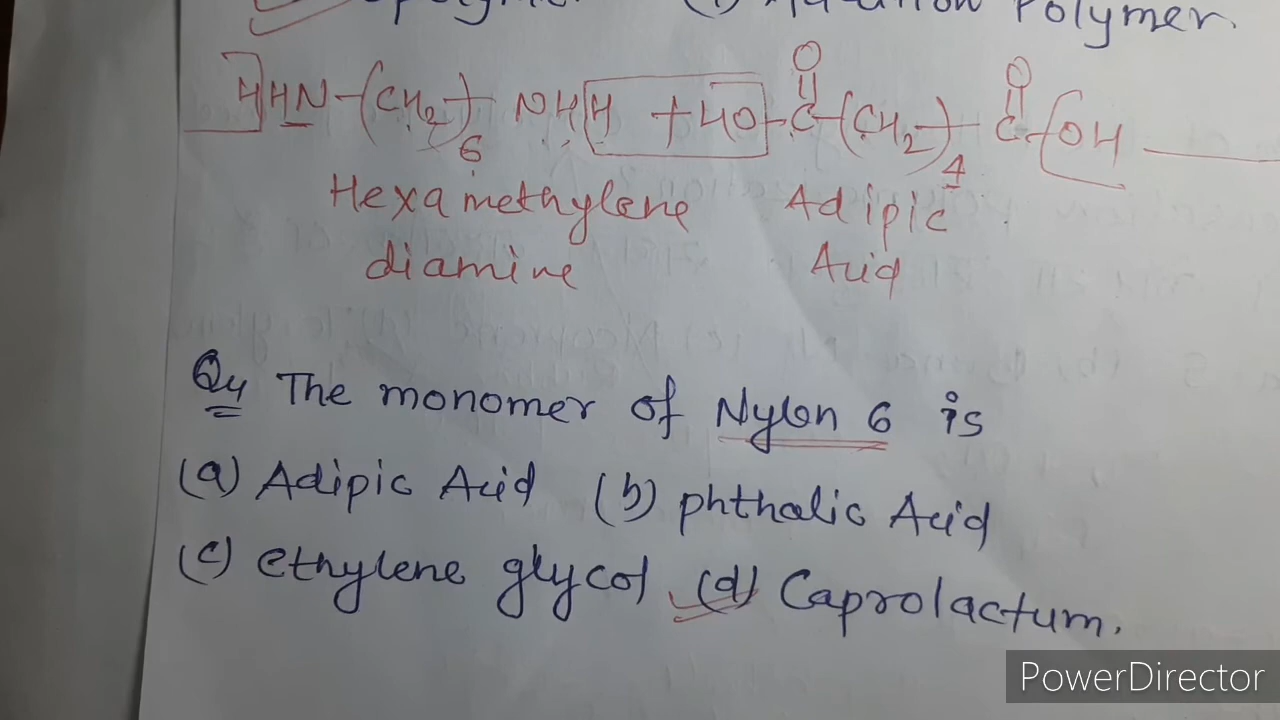 Polymer.
O O
HHN-(CH2)6 NHH + HO-C-(CH2)4-C-OH
Hexamethylene Adipic
diamine Acid
Q4 The monomer of Nylon 6 is
(a) Adipic Acid (b) phthalic Acid
(c) ethylene glycol (d) Caprolactum.
PowerDirector